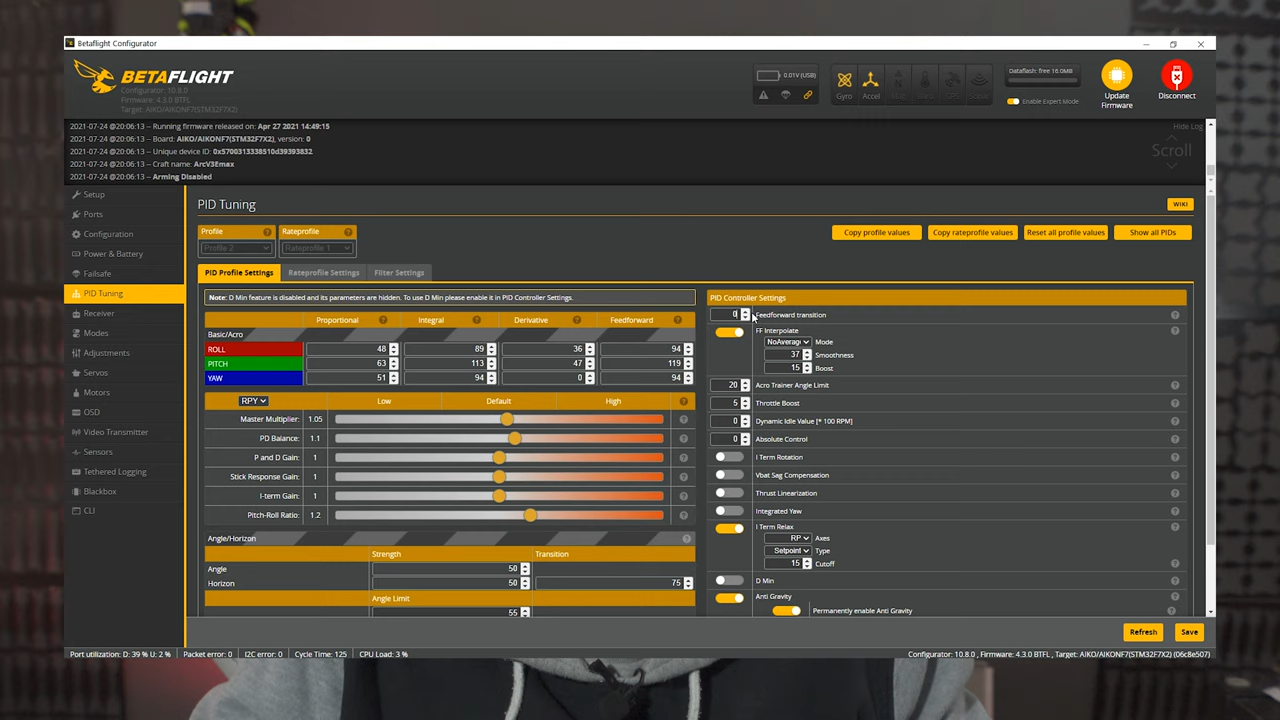 Betaflight Configurator
BETAFLIGHT
Configurator: 10.8.0
Firmware: 4.3.0 BTFL
Target: AIKO/AIKONF7(STM32F7X2)
0.01V (USB)
Gyro
Accel
Dataflash: free 16.0MB
Enable Expert Mode
Update
Firmware
Disconnect
2021-07-24 @20:06:13 -- Running firmware released on: Apr 27 2021 14:49:15
2021-07-24 @20:06:13 -- Board: AIKO/AIKONF7(STM32F7X2), version: 0
2021-07-24 @20:06:13 -- Unique device ID: 0x5700313338510d39393832
2021-07-24 @20:06:13 -- Craft name: ArcV3Emax
2021-07-24 @20:06:13 -- Arming Disabled
Hide Log
Scroll
Setup
Ports
Configuration
Power & Battery
Failsafe
PID Tuning
Receiver
Modes
Adjustments
Servos
Motors
OSD
Video Transmitter
Sensors
Tethered Logging
Blackbox
CLI
PID Tuning
WIKI
Profile
Rateprofile
Profile 2
Rateprofile 1
Copy profile values
Copy rateprofile values
Reset all profile values
Show all PIDs
PID Profile Settings
Rateprofile Settings
Filter Settings
Note: D Min feature is disabled and its parameters are hidden. To use D Min please enable it in PID Controller Settings.
Proportional Integral Derivative Feedforward
Basic/Acro
ROLL 48 89 36 94
PITCH 63 113 47 119
YAW 51 94 0 94
RPY Low Default High
Master Multiplier: 1.05
PD Balance: 1.1
P and D Gain: 1
Stick Response Gain: 1
I-term Gain: 1
Pitch-Roll Ratio: 1.2
Angle/Horizon
Strength Transition
Angle 50
Horizon 50 75
Angle Limit
55
PID Controller Settings
0 Feedforward transition
FF Interpolate
NoAverag Mode
37 Smoothness
15 Boost
20 Acro Trainer Angle Limit
5 Throttle Boost
0 Dynamic Idle Value [* 100 RPM]
0 Absolute Control
I Term Rotation
Vbat Sag Compensation
Thrust Linearization
Integrated Yaw
I Term Relax
RP Axes
Setpoint Type
15 Cutoff
D Min
Anti Gravity
Permanently enable Anti Gravity
Refresh
Save
Port utilization: D: 39 % U: 2 % Packet error: 0 I2C error: 0 Cycle Time: 125 CPU Load: 3 %
Configurator: 10.8.0 , Firmware: 4.3.0 BTFL , Target: AIKO/AIKONF7(STM32F7X2) (06c8e507)